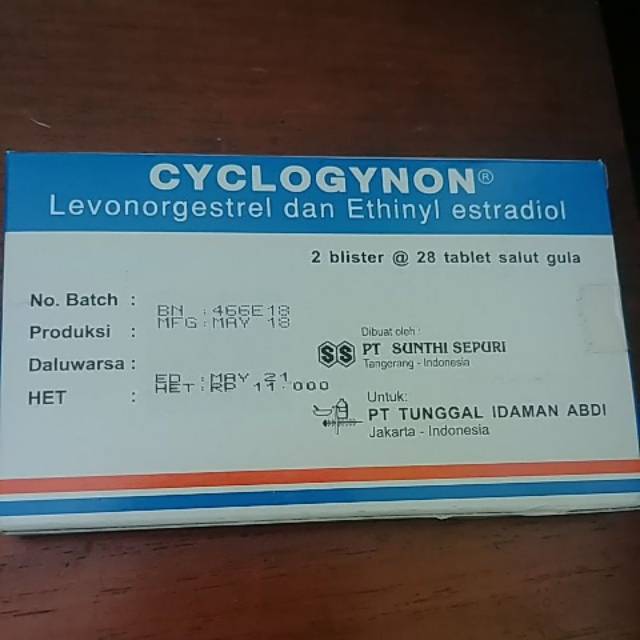 CYCLOGYNON®
Levonorgestrel dan Ethinyl estradiol
2 blister @ 28 tablet salut gula
No. Batch : BN : 466E18
Produksi : MFG : MAY 18
Daluwarsa : ED : MAY 21
HET : HET : RP 11.000
Dibuat oleh :
SS PT SUNTHI SEPURI
Tangerang - Indonesia
Untuk:
PT TUNGGAL IDAMAN ABDI
Jakarta - Indonesia